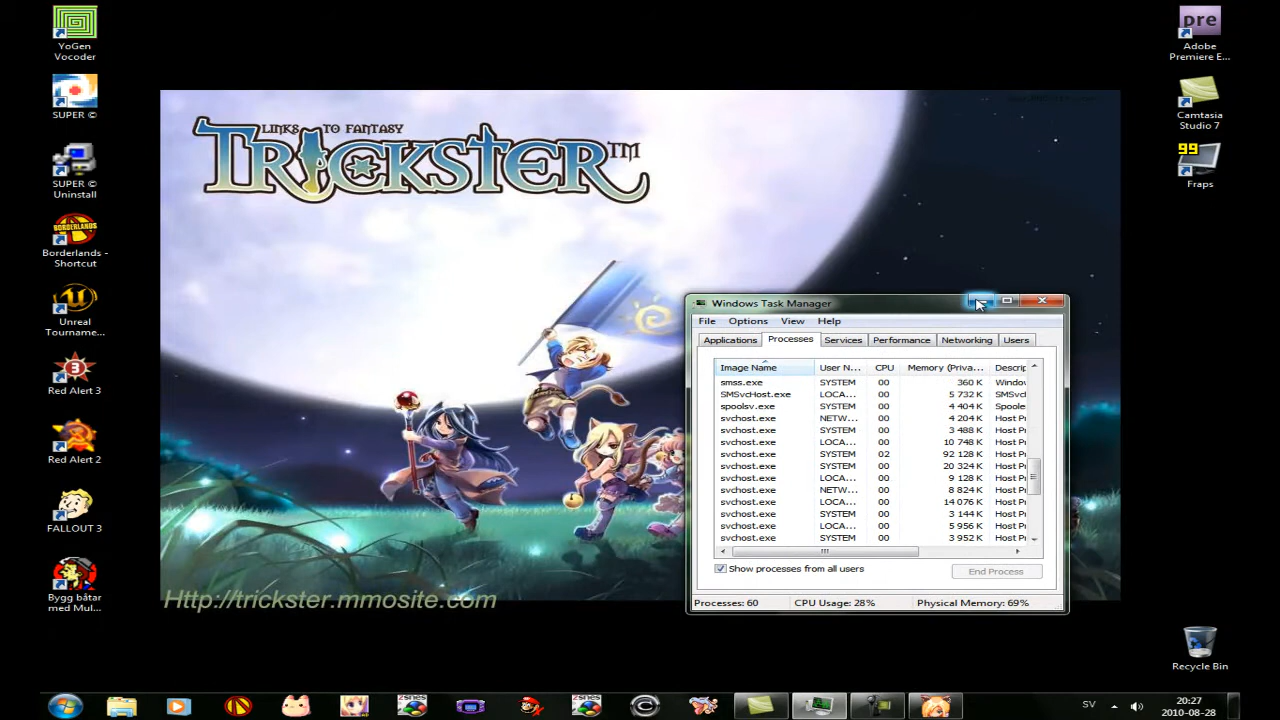 YoGen
Vocoder
SUPER ©
SUPER ©
Uninstall
BORDERLANDS
Borderlands -
Shortcut
Unreal
Tourname...
3
Red Alert 3
Red Alert 2
FALLOUT 3
Bygg båtar
med Mul...
LINKS TO FANTASY
TRICKSTER™
Http://trickster.mmosite.com
pre
Adobe
Premiere E...
Camtasia
Studio 7
99
Fraps
Recycle Bin
Windows Task Manager
File Options View Help
Applications Processes Services Performance Networking Users
Image Name User N... CPU Memory (Priva... Descrip
smss.exe SYSTEM 00 360 K Windo
SMSvcHost.exe LOCA... 00 5 732 K SMSvcl
spoolsv.exe SYSTEM 00 4 404 K Spoole
svchost.exe NETW... 00 4 204 K Host Pr
svchost.exe SYSTEM 00 3 488 K Host Pr
svchost.exe LOCA... 00 10 748 K Host Pr
svchost.exe SYSTEM 02 92 128 K Host Pr
svchost.exe SYSTEM 00 20 324 K Host Pr
svchost.exe LOCA... 00 9 128 K Host Pr
svchost.exe NETW... 00 8 824 K Host Pr
svchost.exe LOCA... 00 14 076 K Host Pr
svchost.exe SYSTEM 00 3 144 K Host Pr
svchost.exe LOCA... 00 5 956 K Host Pr
svchost.exe SYSTEM 00 3 952 K Host Pr
Show processes from all users
End Process
Processes: 60 CPU Usage: 28% Physical Memory: 69%
SV
20:27
2010-08-28